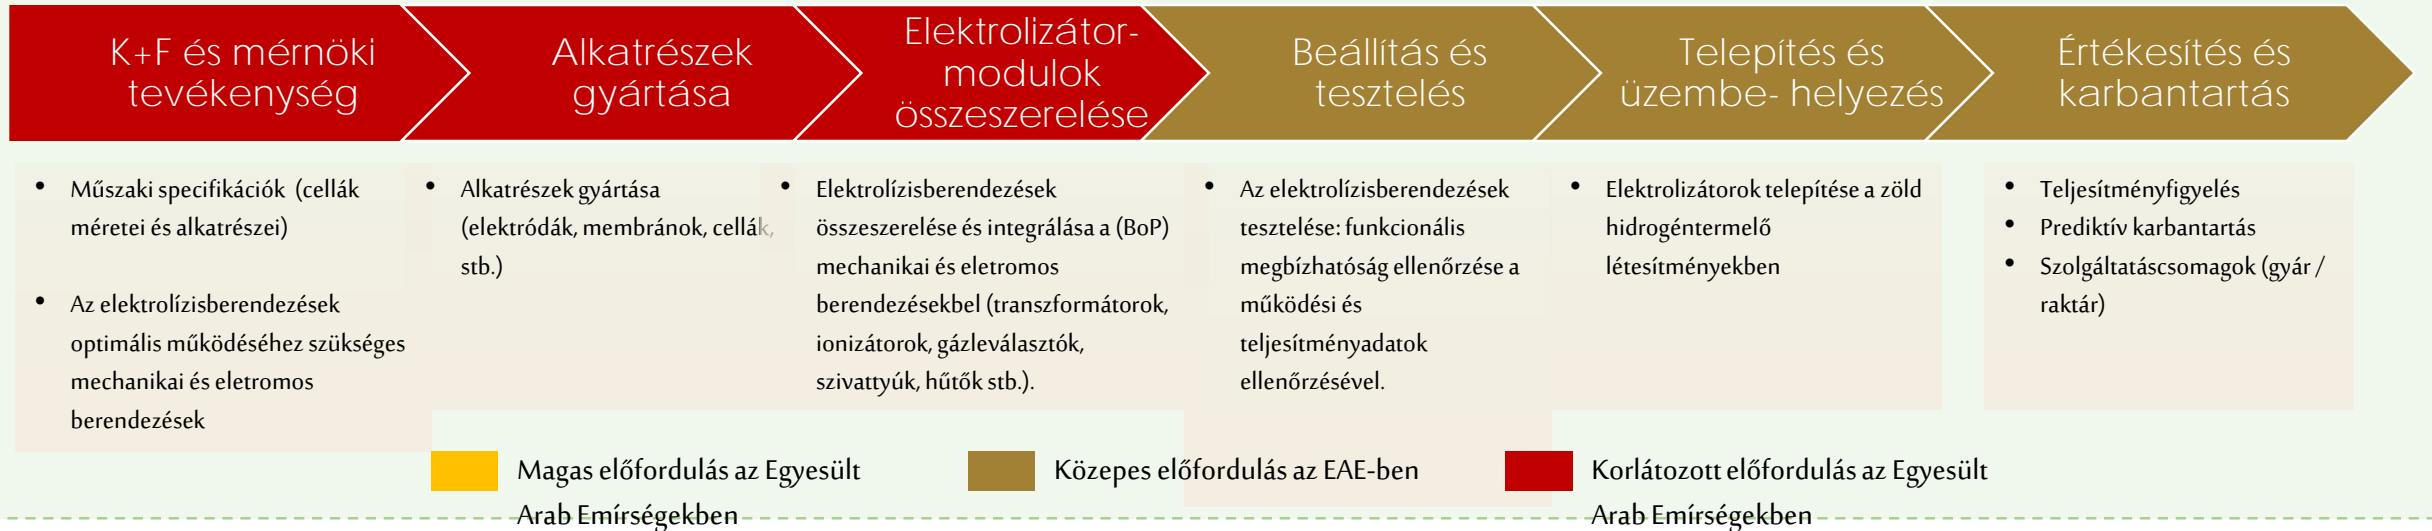 K+F és mérnöki
tevékenység
Alkatrészek
gyártása
Elektrolizátor-
modulok
összeszerelése
Beállítás és
tesztelés
Telepítés és
üzembe- helyezés
Értékesítés és
karbantartás
• Műszaki specifikációk (cellák
méretei és alkatrészei)
• Az elektrolízisberendezések
optimális működéséhez szükséges
mechanikai és eletromos
berendezések
• Alkatrészek gyártása
(elektródák, membránok, cellák,
stb.)
• Elektrolízisberendezések
összeszerelése és integrálása a (BoP)
mechanikai és eletromos
berendezésekbel (transzformátorok,
ionizátorok, gázleválasztók,
szivattyúk, hűtők stb.).
• Az elektrolízisberendezések
tesztelése: funkcionális
megbízhatóság ellenőrzése a
működési és
teljesítményadatok
ellenőrzésével.
• Elektrolizátorok telepítése a zöld
hidrogéntermelő
létesítményekben
• Teljesítményfigyelés
• Prediktív karbantartás
• Szolgáltatáscsomagok (gyár /
raktár)
Magas előfordulás az Egyesült
Arab Emírségekben
Közepes előfordulás az EAE-ben
Korlátozott előfordulás az Egyesült
Arab Emírségekben